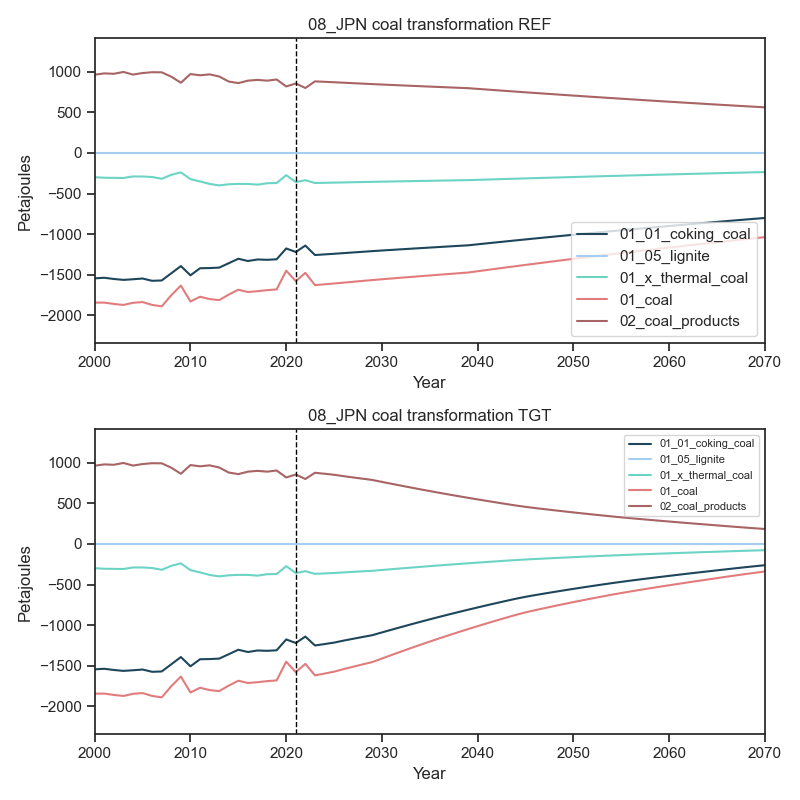 08_JPN coal transformation REF
1000
500
0
−500
−1000
−1500
−2000
Petajoules
01_01_coking_coal
01_05_lignite
01_x_thermal_coal
01_coal
02_coal_products
2000 2010 2020 2030 2040 2050 2060 2070
Year
08_JPN coal transformation TGT
1000
500
0
−500
−1000
−1500
−2000
Petajoules
01_01_coking_coal
01_05_lignite
01_x_thermal_coal
01_coal
02_coal_products
2000 2010 2020 2030 2040 2050 2060 2070
Year